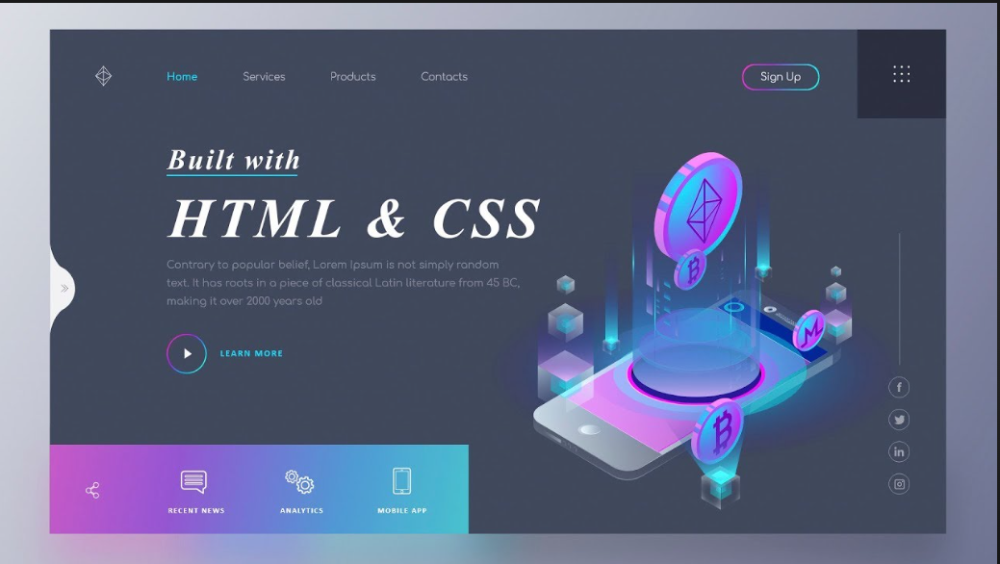 Home
Services
Products
Contacts
Sign Up
Built with
HTML & CSS
Contrary to popular belief, Lorem Ipsum is not simply random
text. It has roots in a piece of classical Latin literature from 45 BC,
making it over 2000 years old
LEARN MORE
RECENT NEWS
ANALYTICS
MOBILE APP